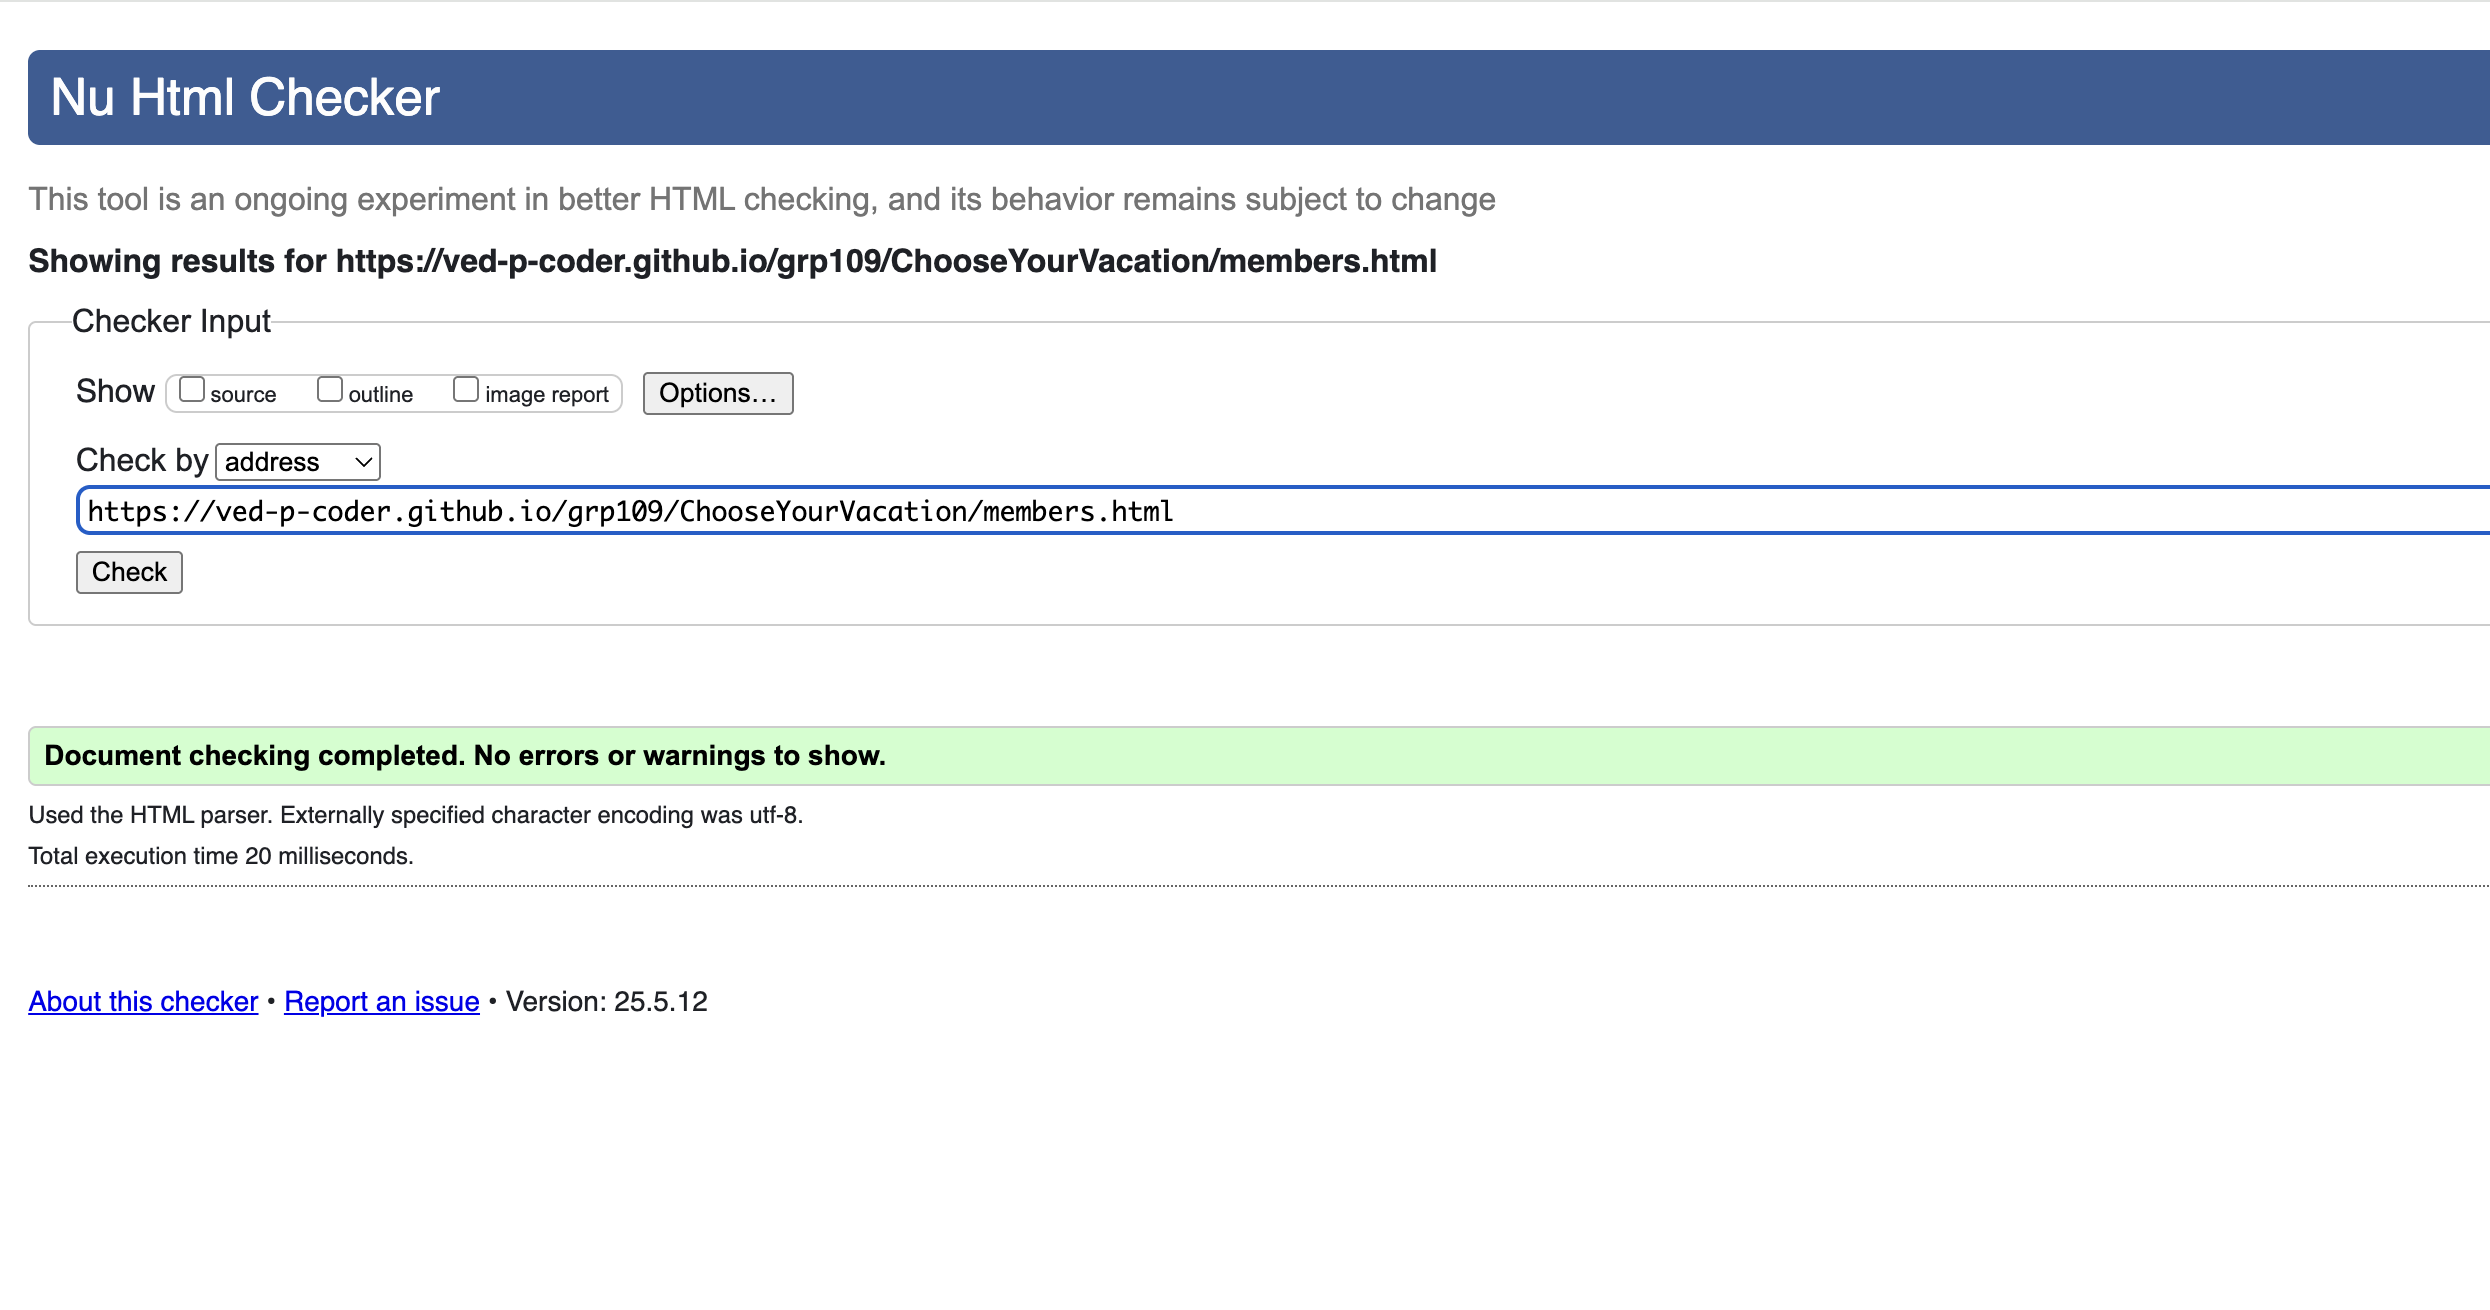 Nu Html Checker
This tool is an ongoing experiment in better HTML checking, and its behavior remains subject to change
Showing results for https://ved-p-coder.github.io/grp109/ChooseYourVacation/members.html
Checker Input
Show source outline image report Options…
Check by address
https://ved-p-coder.github.io/grp109/ChooseYourVacation/members.html
Check
Document checking completed. No errors or warnings to show.
Used the HTML parser. Externally specified character encoding was utf-8.
Total execution time 20 milliseconds.
About this checker • Report an issue • Version: 25.5.12